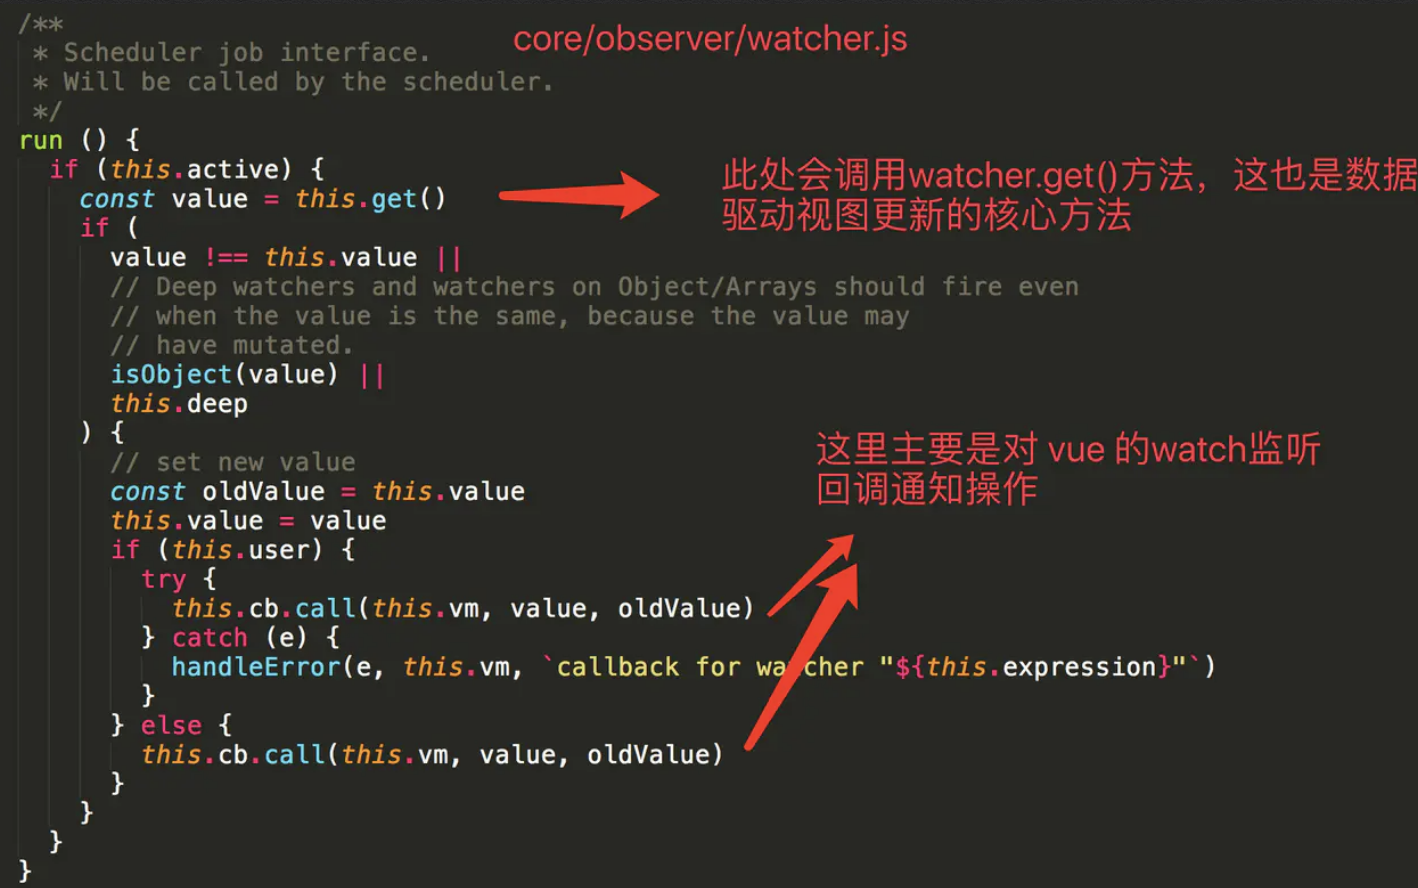 /**
core/observer/watcher.js
 * Scheduler job interface.
 * Will be called by the scheduler.
 */
run () {
  if (this.active) {
    const value = this.get()
此处会调用watcher.get()方法，这也是数据
驱动视图更新的核心方法
    if (
      value !== this.value ||
      // Deep watchers and watchers on Object/Arrays should fire even
      // when the value is the same, because the value may
      // have mutated.
      isObject(value) ||
      this.deep
    ) {
这里主要是对 vue 的watch监听
回调通知操作
      // set new value
      const oldValue = this.value
      this.value = value
      if (this.user) {
        try {
          this.cb.call(this.vm, value, oldValue)
        } catch (e) {
          handleError(e, this.vm, `callback for watcher "${this.expression}"`)
        }
      } else {
        this.cb.call(this.vm, value, oldValue)
      }
    }
  }
}